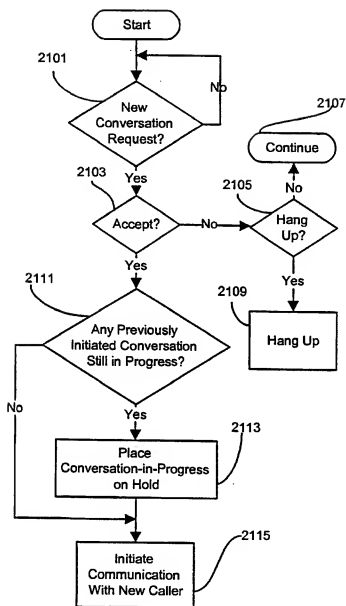 Start
2101
No
New
Conversation
Request?
2107
Continue
Yes
2103
2105
No
Accept?
No
Hang
Up?
Yes
2111
Yes
2109
Any Previously
Initiated Conversation
Still in Progress?
Hang Up
No
Yes
2113
Place
Conversation-in-Progress
on Hold
2115
Initiate
Communication
With New Caller